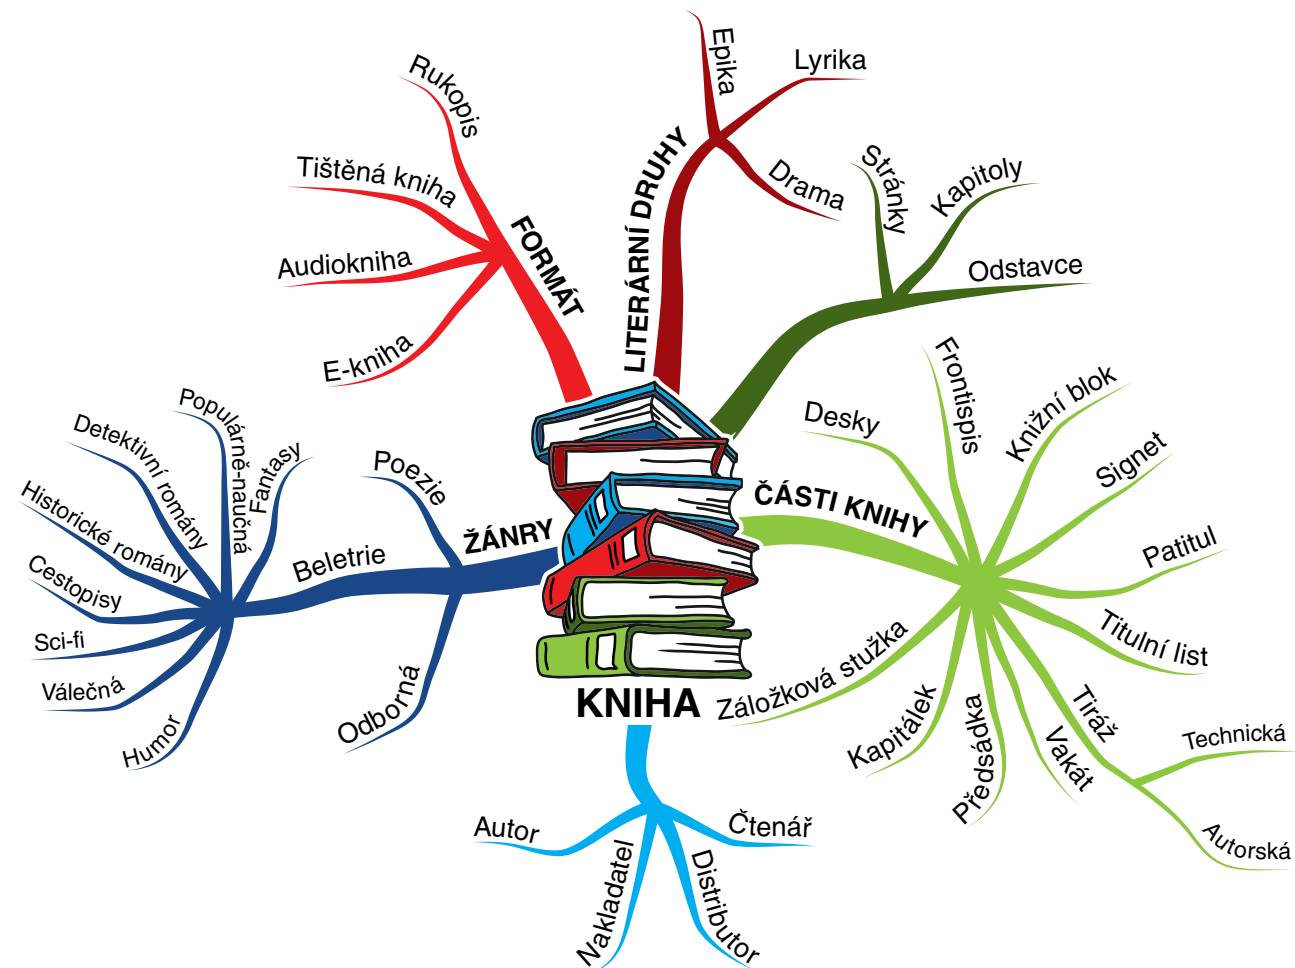 KNIHA
FORMÁT
Rukopis
Tištěná kniha
Audiokniha
E-kniha
LITERÁRNÍ DRUHY
Epika
Lyrika
Drama
Stránky
Kapitoly
Odstavce
ČÁSTI KNIHY
Desky
Frontispis
Knižní blok
Signet
Patitul
Titulní list
Tiráž
Technická
Autorská
Vakát
Předsádka
Kapitálek
Záložková stužka
Autor
Nakladatel
Distributor
Čtenář
ŽÁNRY
Poezie
Beletrie
Odborná
Fantasy
Populárně-naučná
Detektivní romány
Historické romány
Cestopisy
Sci-fi
Válečná
Humor